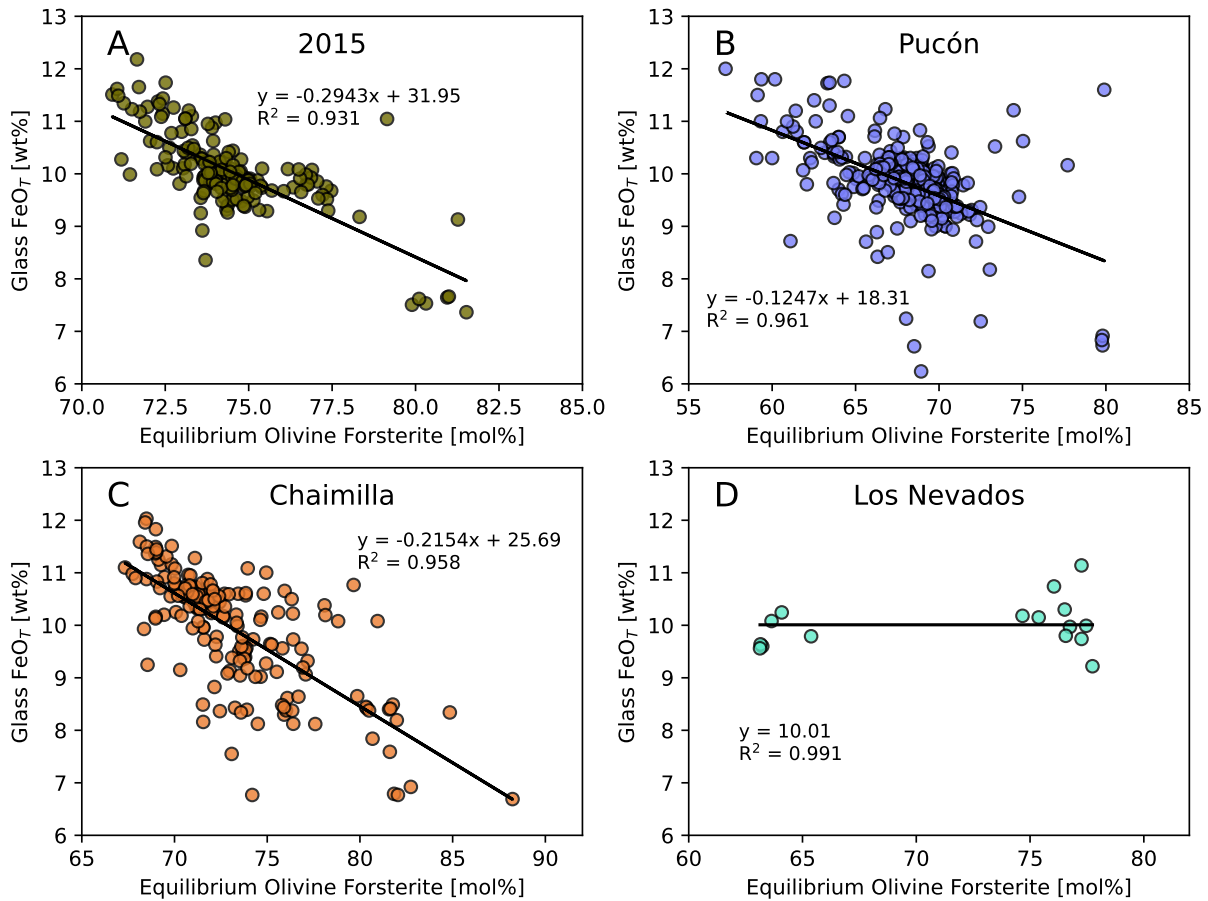 A
2015
y = -0.2943x + 31.95
R² = 0.931
Glass FeO_T [wt%]
13
12
11
10
9
8
7
6
70.0 72.5 75.0 77.5 80.0 82.5 85.0
Equilibrium Olivine Forsterite [mol%]
B
Pucón
y = -0.1247x + 18.31
R² = 0.961
Glass FeO_T [wt%]
13
12
11
10
9
8
7
6
55 60 65 70 75 80 85
Equilibrium Olivine Forsterite [mol%]
C
Chaimilla
y = -0.2154x + 25.69
R² = 0.958
Glass FeO_T [wt%]
13
12
11
10
9
8
7
6
65 70 75 80 85 90
Equilibrium Olivine Forsterite [mol%]
D
Los Nevados
y = 10.01
R² = 0.991
Glass FeO_T [wt%]
13
12
11
10
9
8
7
6
60 65 70 75 80
Equilibrium Olivine Forsterite [mol%]